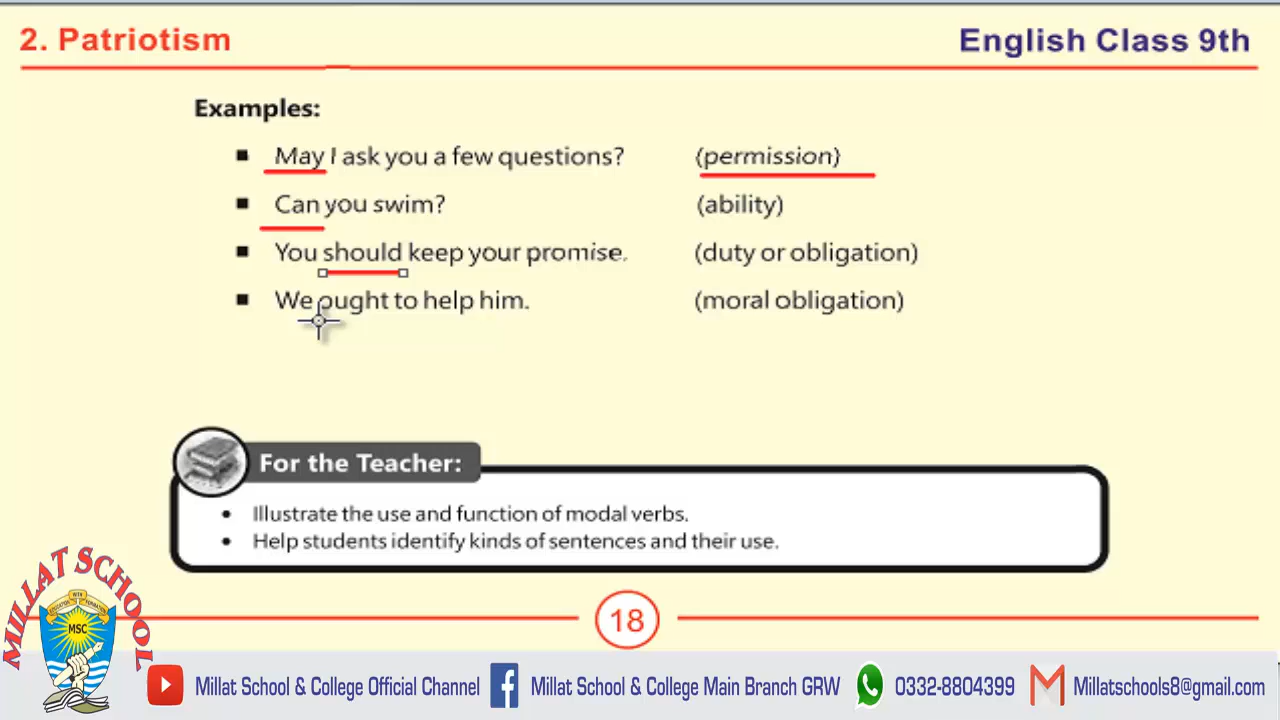 2. Patriotism English Class 9th
Examples:
■ May I ask you a few questions? (permission)
■ Can you swim? (ability)
■ You should keep your promise. (duty or obligation)
■ We ought to help him. (moral obligation)
For the Teacher:
• Illustrate the use and function of modal verbs.
• Help students identify kinds of sentences and their use.
MILLAT SCHOOL
MSC
18
Millat School & College Official Channel Millat School & College Main Branch GRW 0332-8804399 Millatschools8@gmail.com